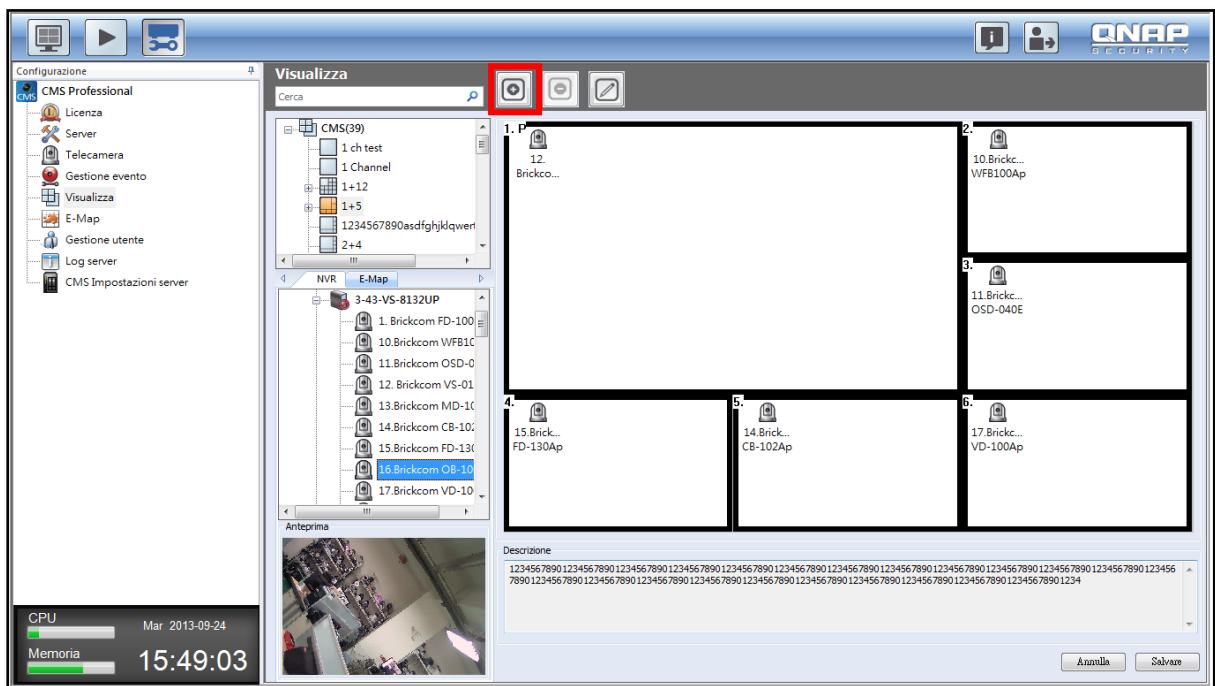 QNAP
SECURITY
Configurazione
CMS Professional
CMS
Licenza
Server
Telecamera
Gestione evento
Visualizza
E-Map
Gestione utente
Log server
CMS Impostazioni server
CPU
Mar 2013-09-24
Memoria
15:49:03
Visualizza
Cerca
CMS(39)
1 ch test
1 Channel
1+12
1+5
1234567890asdfghjklqwert
2+4
NVR E-Map
3-43-VS-8132UP
1. Brickcom FD-100
10.Brickcom WFB1C
11.Brickcom OSD-0
12. Brickcom VS-01
13.Brickcom MD-10
14.Brickcom CB-102
15.Brickcom FD-130
16.Brickcom OB-10
17.Brickcom VD-10
Anteprima
1. P
12.
Brickco...
2.
10.Brickc...
WFB100Ap
3.
11.Brickc...
OSD-040E
4.
15.Brick...
FD-130Ap
5.
14.Brick...
CB-102Ap
6.
17.Brickc...
VD-100Ap
Descrizione
123456789012345678901234567890123456789012345678901234567890123456789012345678901234567890123456789012345678901234567890123456
789012345678901234567890123456789012345678901234567890123456789012345678901234567890123456789012345678901234
Annulla Salvare